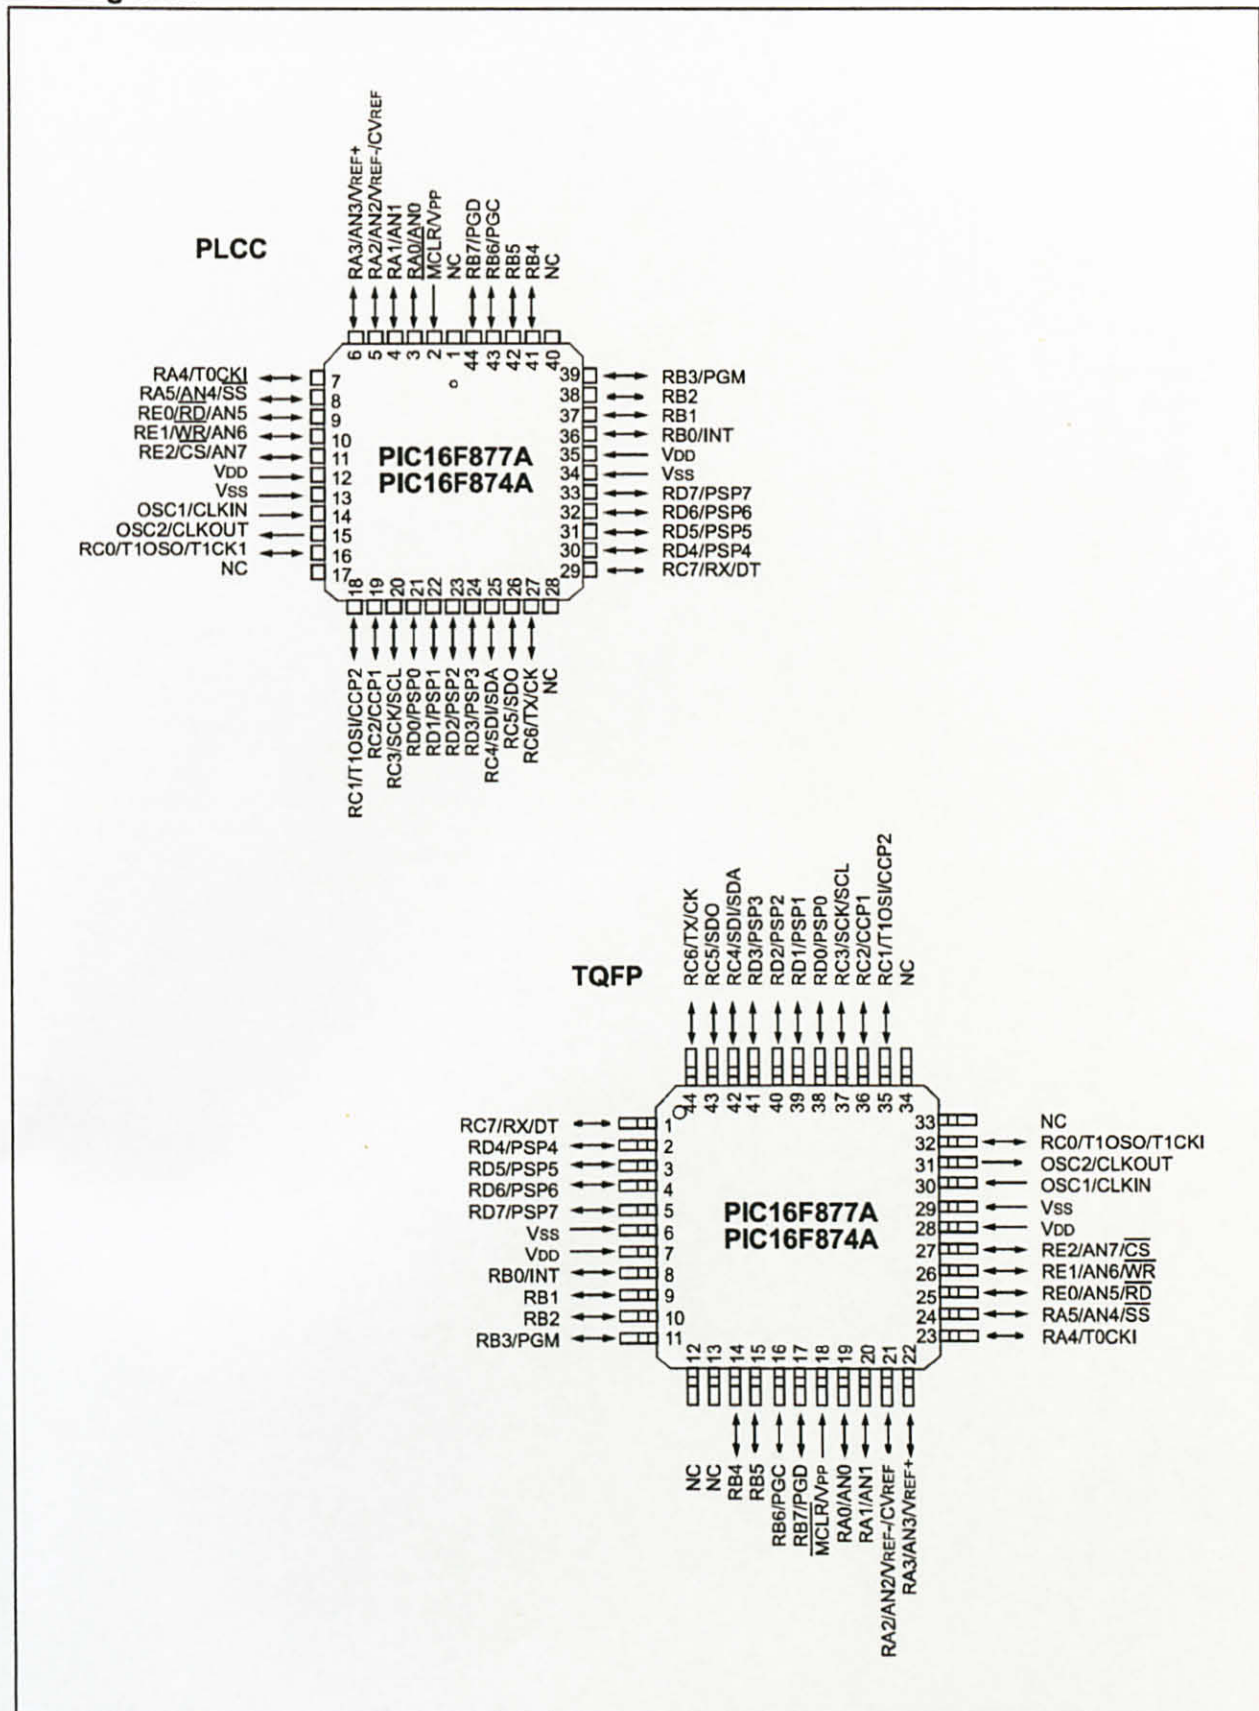 PLCC
RA3/AN3/VREF+
RA2/AN2/VREF-/CVREF
RA1/AN1
RA0/AN0
MCLR/VPP
NC
RB7/PGD
RB6/PGC
RB5
RB4
NC
6 5 4 3 2 1 44 43 42 41 40
RA4/T0CKI 7
RA5/AN4/SS 8
RE0/RD/AN5 9
RE1/WR/AN6 10
RE2/CS/AN7 11
VDD 12
VSS 13
OSC1/CLKIN 14
OSC2/CLKOUT 15
RC0/T1OSO/T1CK1 16
NC 17
PIC16F877A
PIC16F874A
39 RB3/PGM
38 RB2
37 RB1
36 RB0/INT
35 VDD
34 VSS
33 RD7/PSP7
32 RD6/PSP6
31 RD5/PSP5
30 RD4/PSP4
29 RC7/RX/DT
18 19 20 21 22 23 24 25 26 27 28
RC1/T1OSI/CCP2
RC2/CCP1
RC3/SCK/SCL
RD0/PSP0
RD1/PSP1
RD2/PSP2
RD3/PSP3
RC4/SDI/SDA
RC5/SDO
RC6/TX/CK
NC
TQFP
RC6/TX/CK
RC5/SDO
RC4/SDI/SDA
RD3/PSP3
RD2/PSP2
RD1/PSP1
RD0/PSP0
RC3/SCK/SCL
RC2/CCP1
RC1/T1OSI/CCP2
NC
44 43 42 41 40 39 38 37 36 35 34
RC7/RX/DT 1
RD4/PSP4 2
RD5/PSP5 3
RD6/PSP6 4
RD7/PSP7 5
VSS 6
VDD 7
RB0/INT 8
RB1 9
RB2 10
RB3/PGM 11
PIC16F877A
PIC16F874A
33 NC
32 RC0/T1OSO/T1CKI
31 OSC2/CLKOUT
30 OSC1/CLKIN
29 VSS
28 VDD
27 RE2/AN7/CS
26 RE1/AN6/WR
25 RE0/AN5/RD
24 RA5/AN4/SS
23 RA4/T0CKI
12 13 14 15 16 17 18 19 20 21 22
NC
NC
RB4
RB5
RB6/PGC
RB7/PGD
MCLR/VPP
RA0/AN0
RA1/AN1
RA2/AN2/VREF-/CVREF
RA3/AN3/VREF+